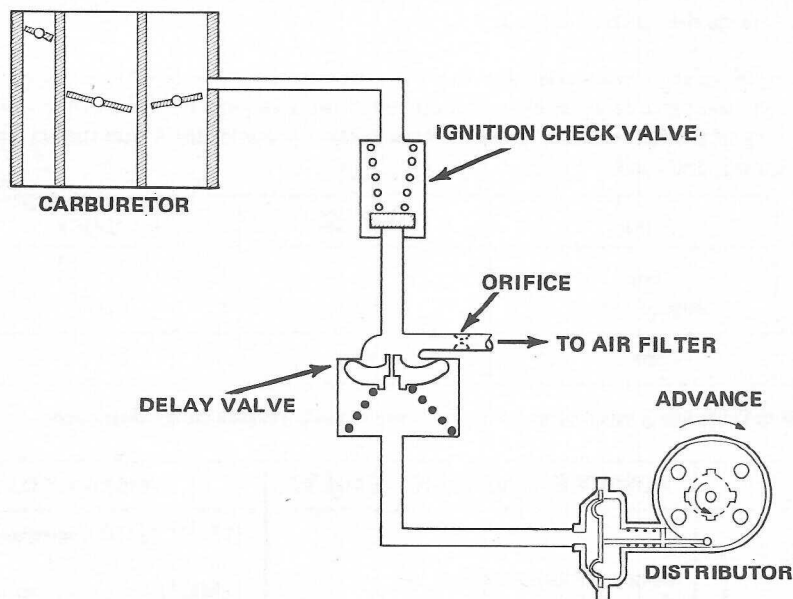 CARBURETOR
IGNITION CHECK VALVE
ORIFICE
TO AIR FILTER
DELAY VALVE
ADVANCE
DISTRIBUTOR